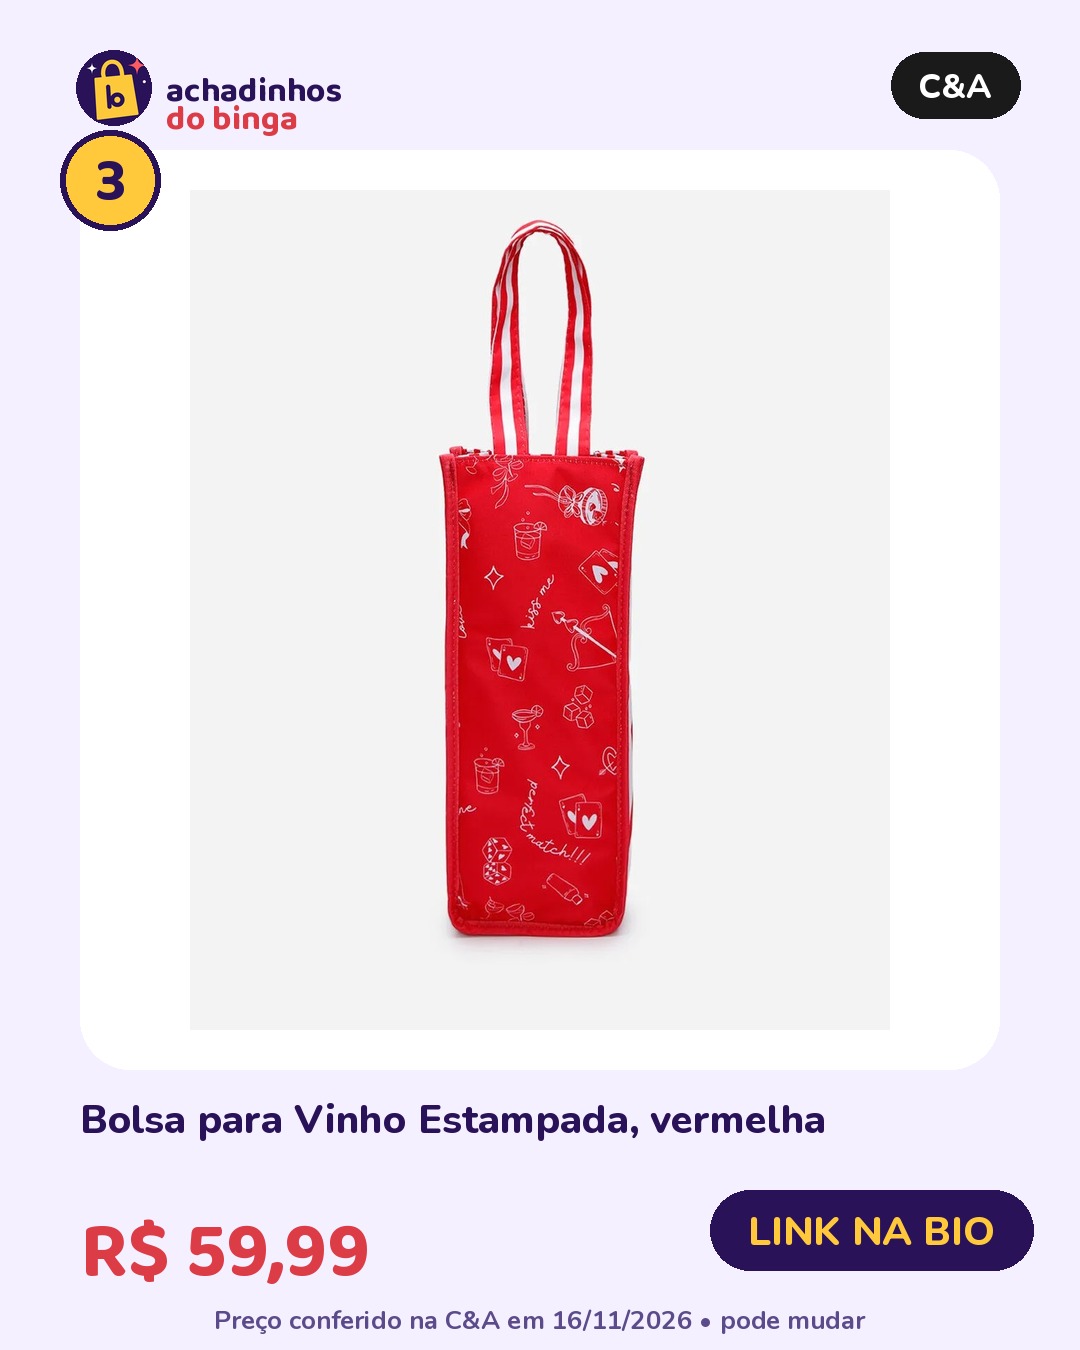 achadinhos
do binga
b
C&A
3
kiss me
perfect match!!!
Bolsa para Vinho Estampada, vermelha
R$ 59,99
LINK NA BIO
Preço conferido na C&A em 16/11/2026 • pode mudar